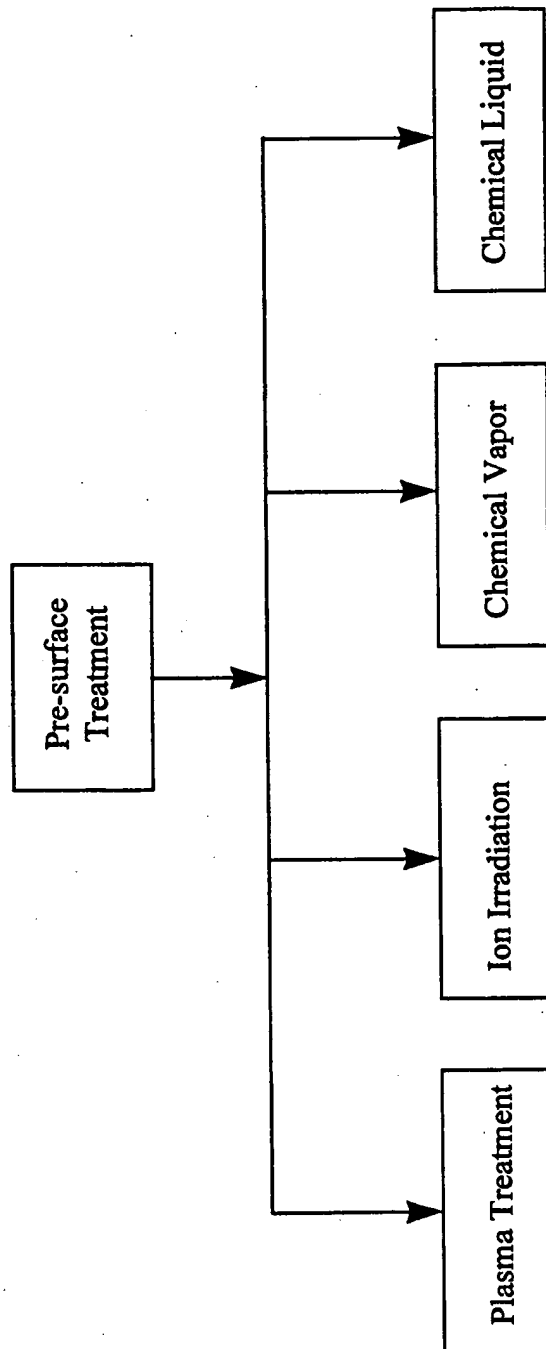 Pre-surface
Treatment
Plasma Treatment
Ion Irradiation
Chemical Vapor
Chemical Liquid